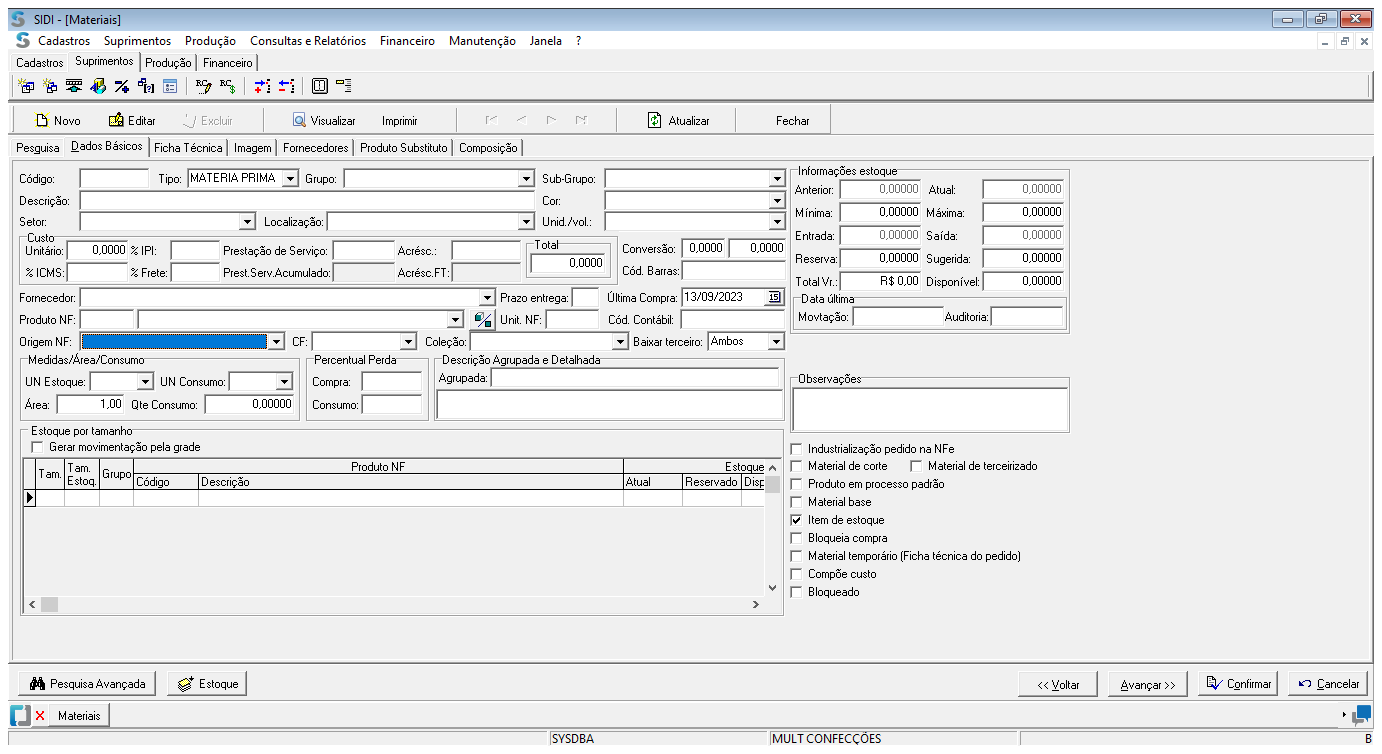 SIDI - [Materiais]
Cadastros Suprimentos Produção Consultas e Relatórios Financeiro Manutenção Janela ?
Cadastros Suprimentos Produção Financeiro
Novo Editar Excluir Visualizar Imprimir Atualizar Fechar
Pesquisa Dados Básicos Ficha Técnica Imagem Fornecedores Produto Substituto Composição
Código: Tipo: MATERIA PRIMA Grupo: Sub-Grupo:
Descrição: Cor:
Setor: Localização: Unid./vol.:
Custo
Unitário: 0,0000 % IPI: Prestação de Serviço: Acrésc.: Total 0,0000 Conversão: 0,0000 0,0000
% ICMS: % Frete: Prest.Serv.Acumulado: Acrésc.FT: Cód. Barras:
Fornecedor: Prazo entrega: Última Compra: 13/09/2023 15
Produto NF: Unit. NF: Cód. Contábil:
Origem NF: CF: Coleção: Baixar terceiro: Ambos
Informações estoque
Anterior: 0,00000 Atual: 0,00000
Mínima: 0,00000 Máxima: 0,00000
Entrada: 0,00000 Saída: 0,00000
Reserva: 0,00000 Sugerida: 0,00000
Total Vr.: R$ 0,00 Disponível: 0,00000
Data última
Movtação: Auditoria:
Medidas/Área/Consumo
UN Estoque: UN Consumo:
Área: 1,00 Qte Consumo: 0,00000
Percentual Perda
Compra:
Consumo:
Descrição Agrupada e Detalhada
Agrupada:
Observações
Estoque por tamanho
Gerar movimentação pela grade
Tam. Tam. Estoq. Grupo Produto NF Estoque
Código Descrição Atual Reservado Disp
Industrialização pedido na NFe
Material de corte Material de terceirizado
Produto em processo padrão
Material base
Item de estoque
Bloqueia compra
Material temporário (Ficha técnica do pedido)
Compõe custo
Bloqueado
Pesquisa Avançada Estoque << Voltar Avançar >> Confirmar Cancelar
Materiais
SYSDBA MULT CONFECÇÕES B